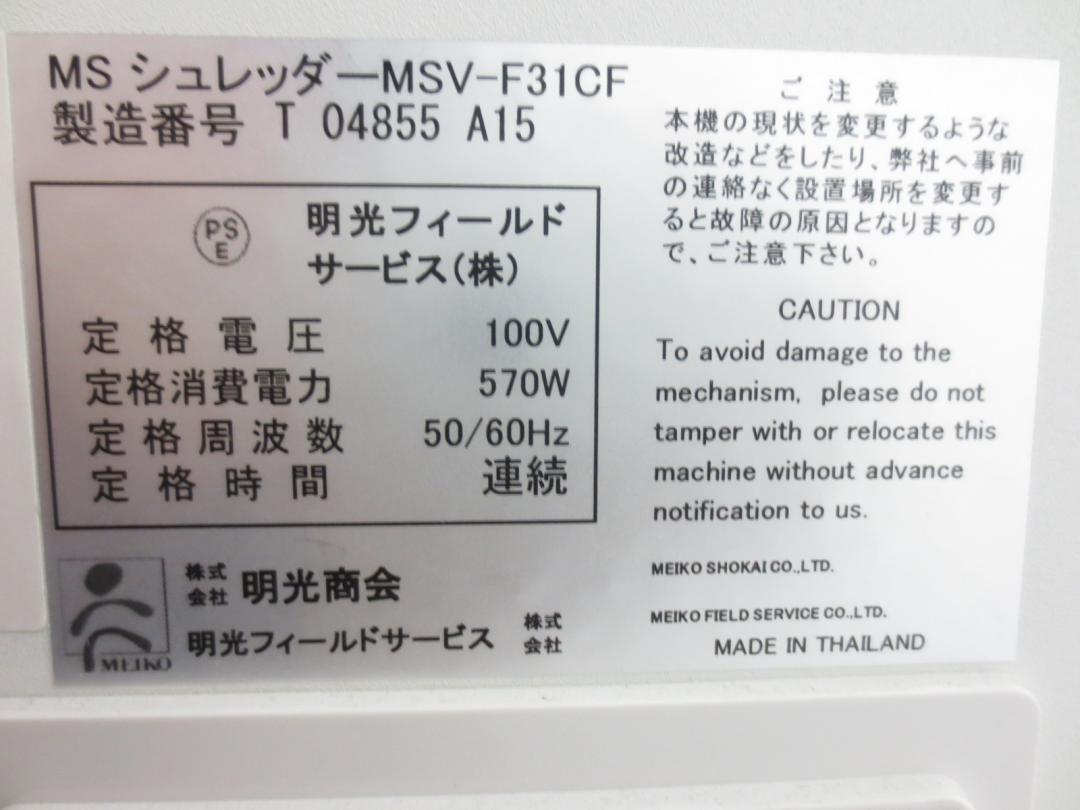 MS シュレッダーMSV-F31CF
製造番号 T 04855 A15
PS
E
明光フィールド
サービス(株)
定格電圧 100V
定格消費電力 570W
定格周波数 50/60Hz
定格時間 連続
MEIKO
株式
会社 明光商会
明光フィールドサービス 株式
会社
ご注意
本機の現状を変更するような
改造などをしたり、弊社へ事前
の連絡なく設置場所を変更す
ると故障の原因となりますの
で、ご注意下さい。
CAUTION
To avoid damage to the
mechanism, please do not
tamper with or relocate this
machine without advance
notification to us.
MEIKO SHOKAI CO.,LTD.
MEIKO FIELD SERVICE CO.,LTD.
MADE IN THAILAND